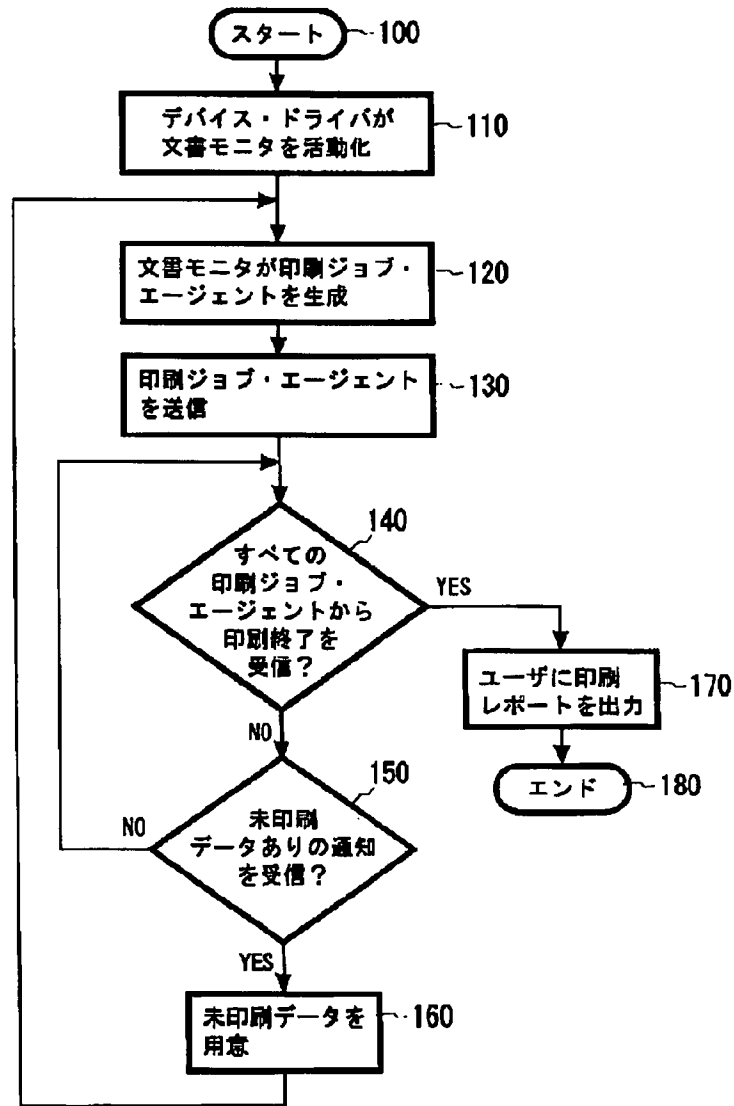 スタート
100
デバイス・ドライバが
文書モニタを活動化
110
文書モニタが印刷ジョブ・
エージェントを生成
120
印刷ジョブ・エージェント
を送信
130
140
すべての
印刷ジョブ・
エージェントから
印刷終了を
受信?
YES
ユーザに印刷
レポートを出力
170
NO
エンド
180
150
未印刷
データありの通知
を受信?
NO
YES
未印刷データを
用意
160